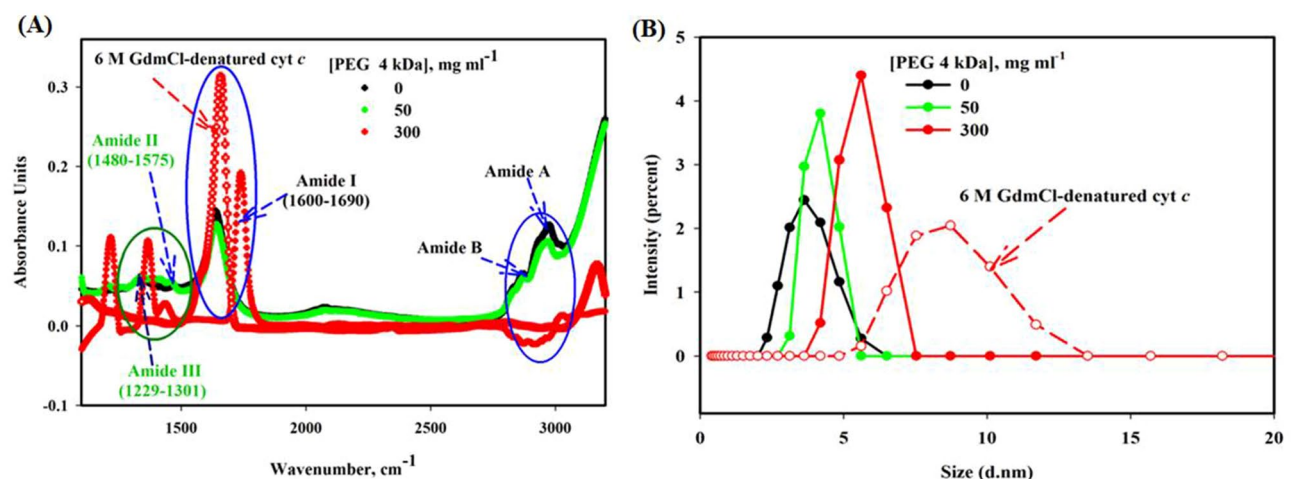 (A)
6 M GdmCl-denatured cyt c
[PEG 4 kDa], mg ml-1
0
50
300
Amide II
(1480-1575)
Amide I
(1600-1690)
Amide A
Amide B
Amide III
(1229-1301)
Absorbance Units
0.3
0.2
0.1
0.0
-0.1
1500
2000
2500
3000
Wavenumber, cm-1
(B)
[PEG 4 kDa], mg ml-1
0
50
300
6 M GdmCl-denatured cyt c
Intensity (percent)
5
4
3
2
1
0
0
5
10
15
20
Size (d.nm)